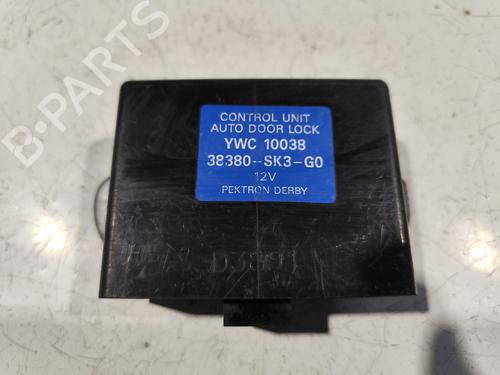 B-PARTS
CONTROL UNIT
AUTO DOOR LOCK
YWC 10038
38380--SK3-G0
12V
PEKTRON DERBY